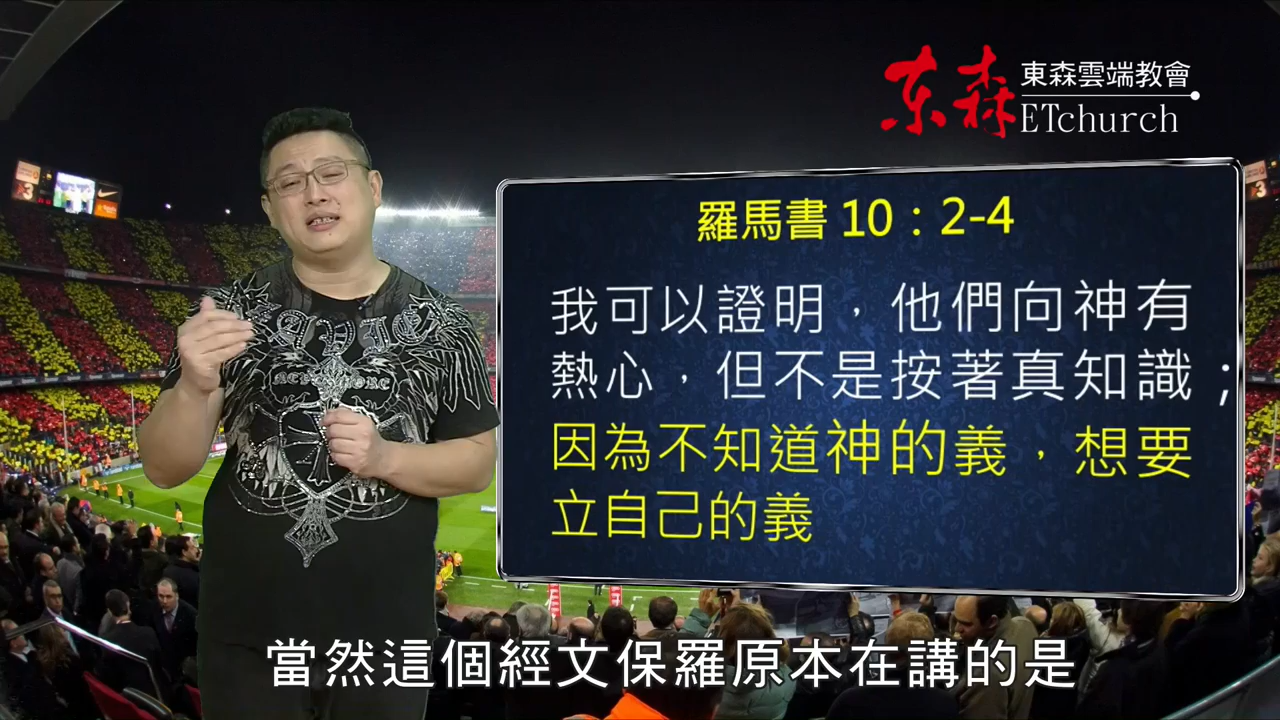 东森
東森雲端教會
ETchurch
羅馬書 10：2-4
我可以證明，他們向神有
熱心，但不是按著真知識；
因為不知道神的義，想要
立自己的義
當然這個經文保羅原本在講的是